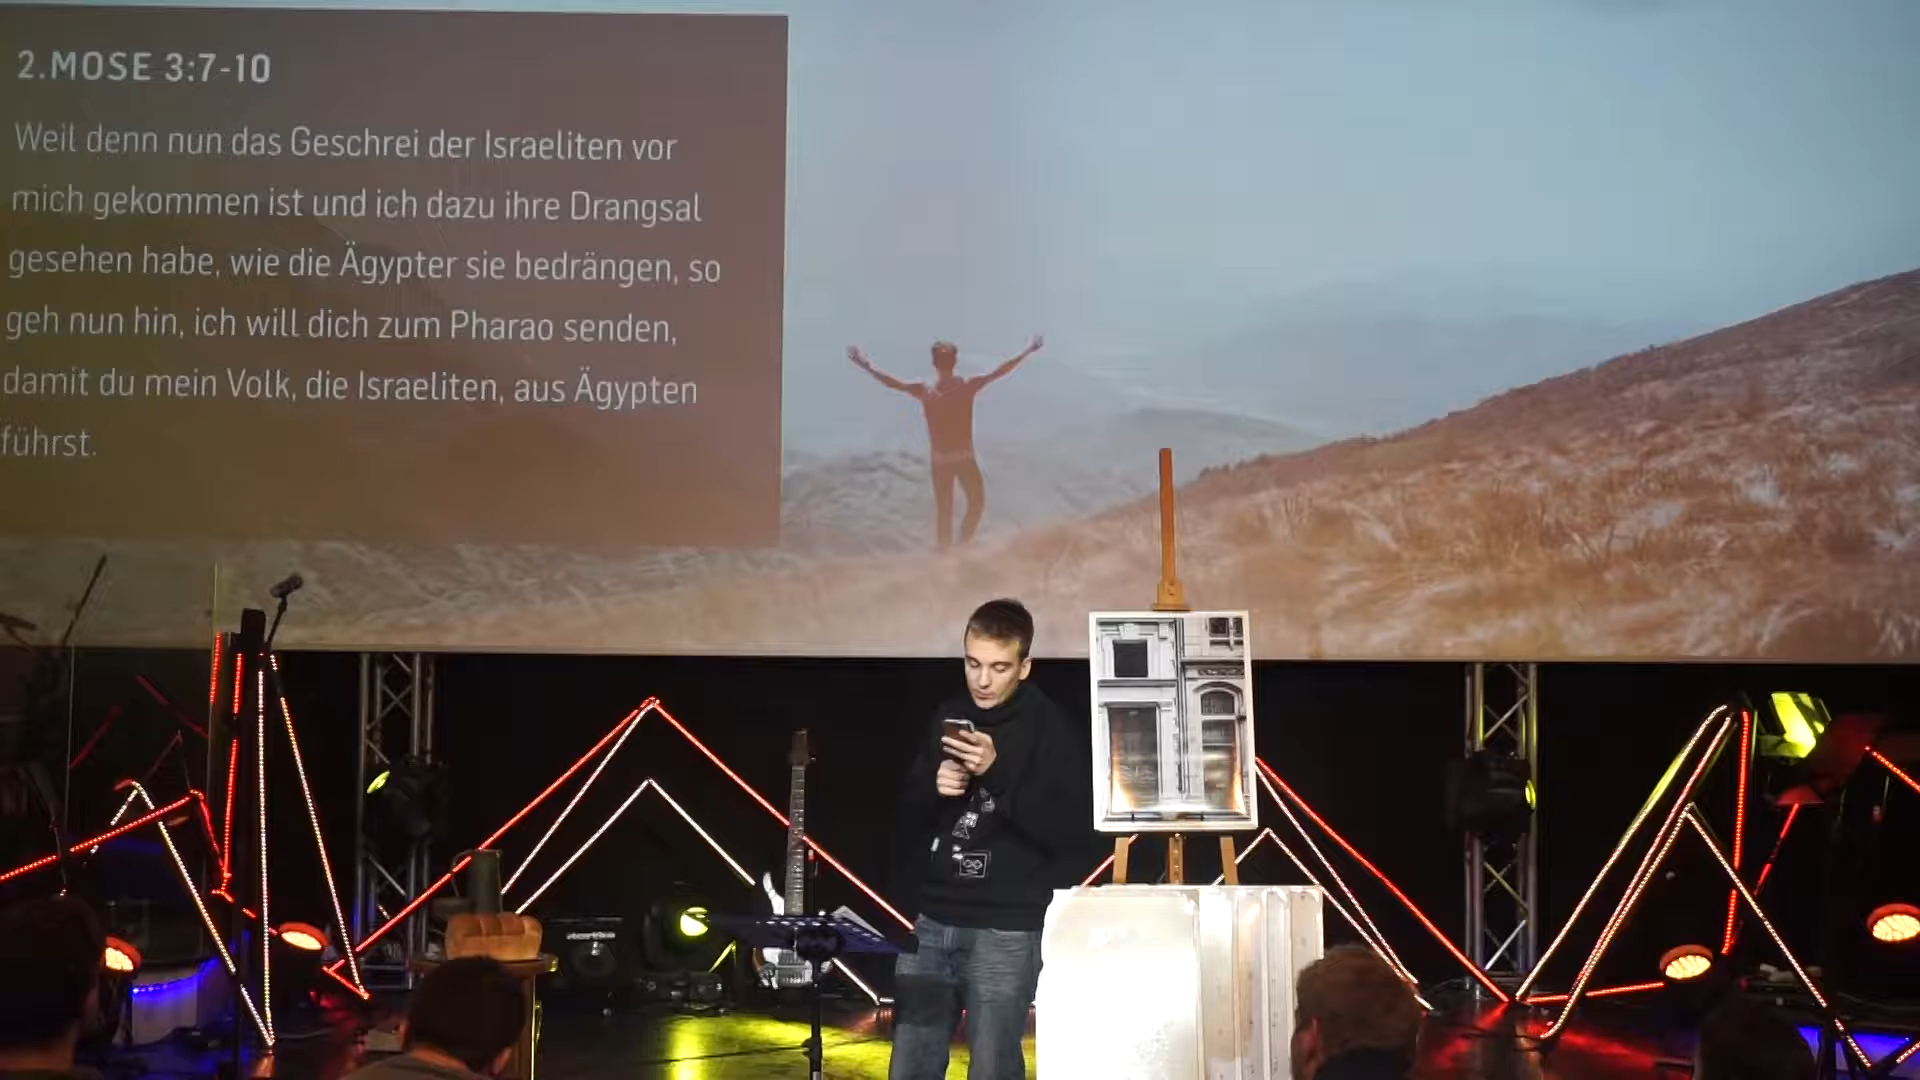 2.MOSE 3:7-10
Weil denn nun das Geschrei der Israeliten vor
mich gekommen ist und ich dazu ihre Drangsal
gesehen habe, wie die Ägypter sie bedrängen, so
geh nun hin, ich will dich zum Pharao senden,
damit du mein Volk, die Israeliten, aus Ägypten
führst.